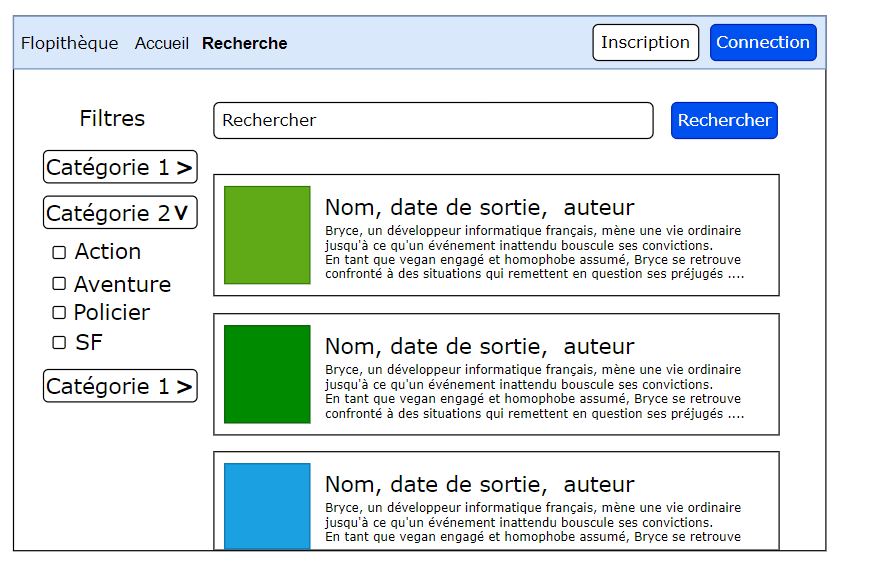 Flopithèque Accueil Recherche Inscription Connection
Filtres
Catégorie 1 >
Catégorie 2 V
Action
Aventure
Policier
SF
Catégorie 1 >
Rechercher Rechercher
Nom, date de sortie, auteur
Bryce, un développeur informatique français, mène une vie ordinaire
jusqu'à ce qu'un événement inattendu bouscule ses convictions.
En tant que vegan engagé et homophobe assumé, Bryce se retrouve
confronté à des situations qui remettent en question ses préjugés ....
Nom, date de sortie, auteur
Bryce, un développeur informatique français, mène une vie ordinaire
jusqu'à ce qu'un événement inattendu bouscule ses convictions.
En tant que vegan engagé et homophobe assumé, Bryce se retrouve
confronté à des situations qui remettent en question ses préjugés ....
Nom, date de sortie, auteur
Bryce, un développeur informatique français, mène une vie ordinaire
jusqu'à ce qu'un événement inattendu bouscule ses convictions.
En tant que vegan engagé et homophobe assumé, Bryce se retrouve